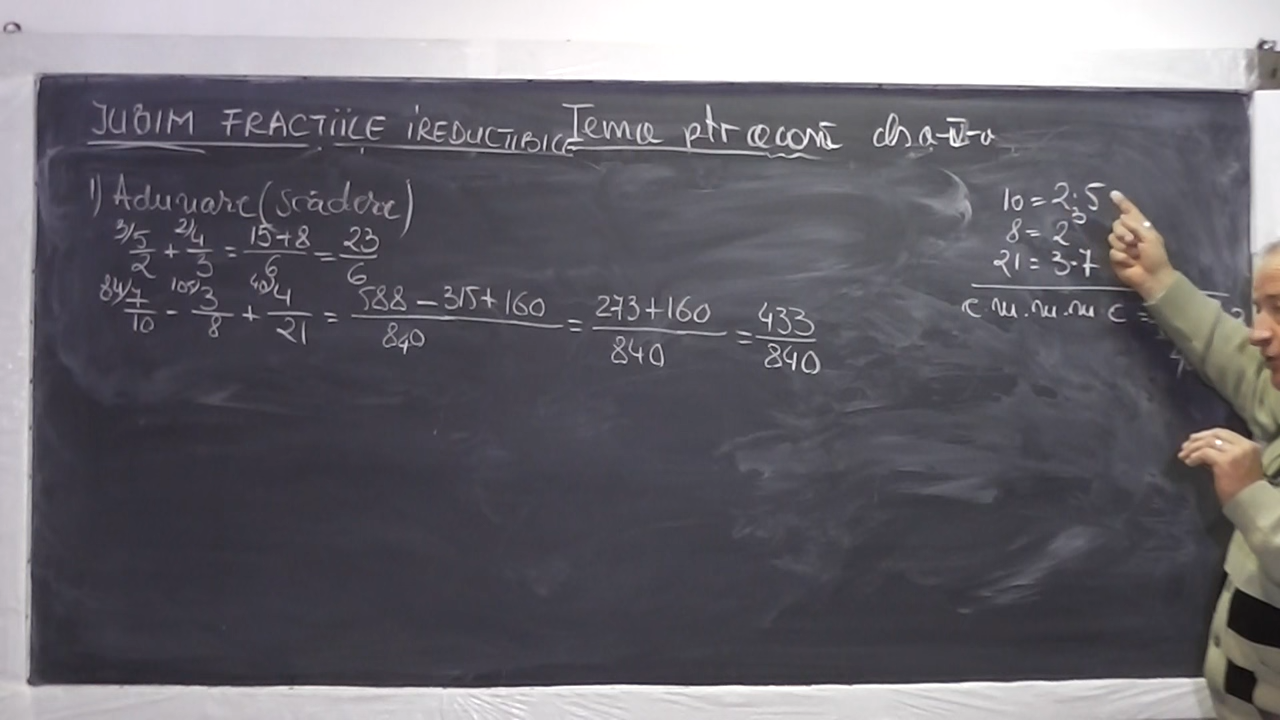 IUBIM FRACȚIILE IREDUCTIBILE Tema ptr acasă cls a-V-a
1) Adunare (scădere)
3/5/2 + 2/4/3 = 15+8/6 = 23/6
84/7/10 - 105/3/8 + 40/4/21 = 588 - 315 + 160/840 = 273 + 160/840 = 433/840
10 = 2·5
8 = 2³
21 = 3·7
c.m.m.m.c =